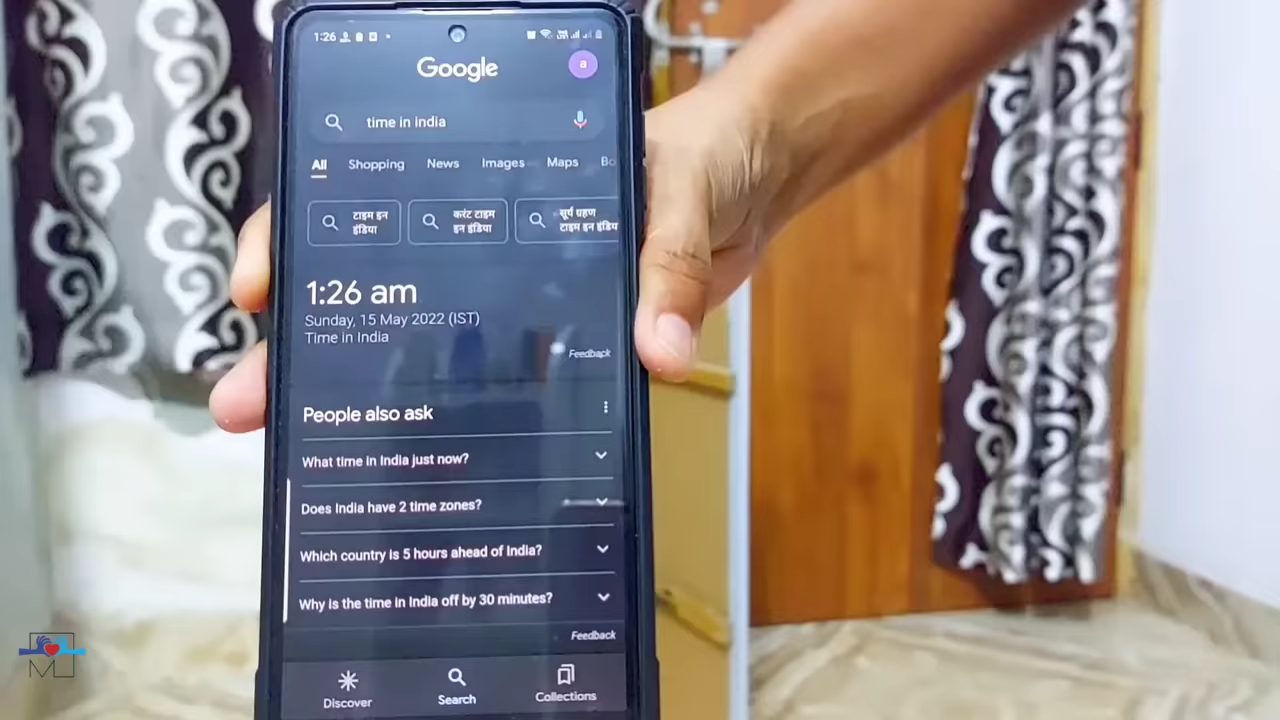 1:26
Google
a
time in india
All Shopping News Images Maps Bo
टाइम इन
इंडिया
करंट टाइम
इन इंडिया
सूर्य ग्रहण
टाइम इन इंडिय
1:26 am
Sunday, 15 May 2022 (IST)
Time in India
Feedback
People also ask
What time in India just now?
Does India have 2 time zones?
Which country is 5 hours ahead of India?
Why is the time in India off by 30 minutes?
Feedback
Discover Search Collections
M